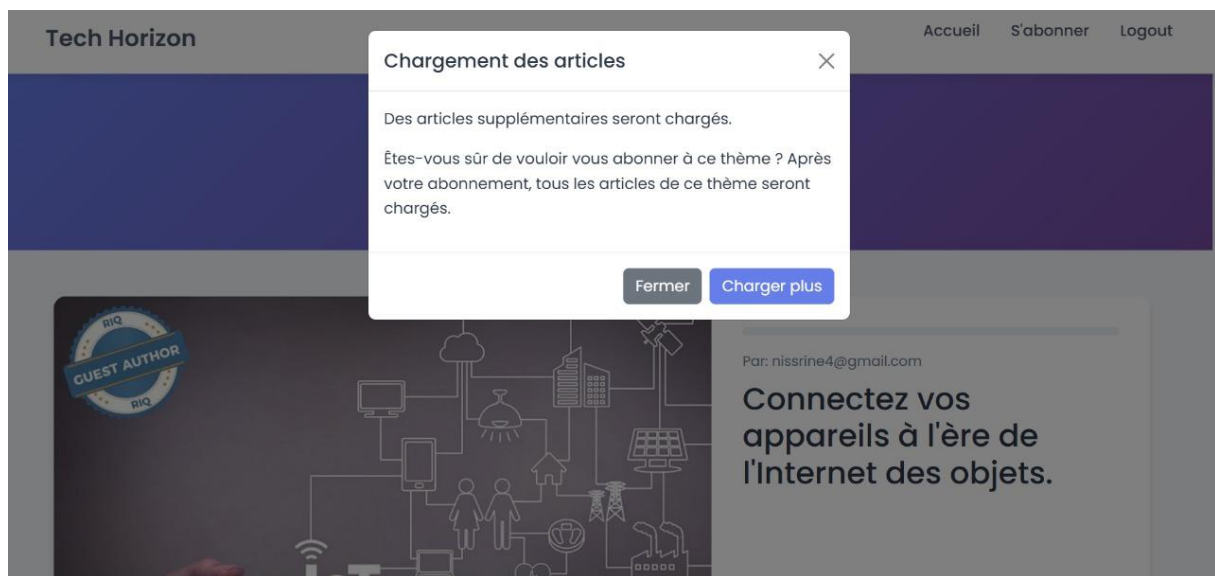 Tech Horizon
Accueil S'abonner Logout
Chargement des articles
Des articles supplémentaires seront chargés.
Êtes-vous sûr de vouloir vous abonner à ce thème ? Après
votre abonnement, tous les articles de ce thème seront
chargés.
Fermer Charger plus
RIQ
GUEST AUTHOR
RIQ
Par: nissrine4@gmail.com
Connectez vos
appareils à l'ère de
l'Internet des objets.
IoT